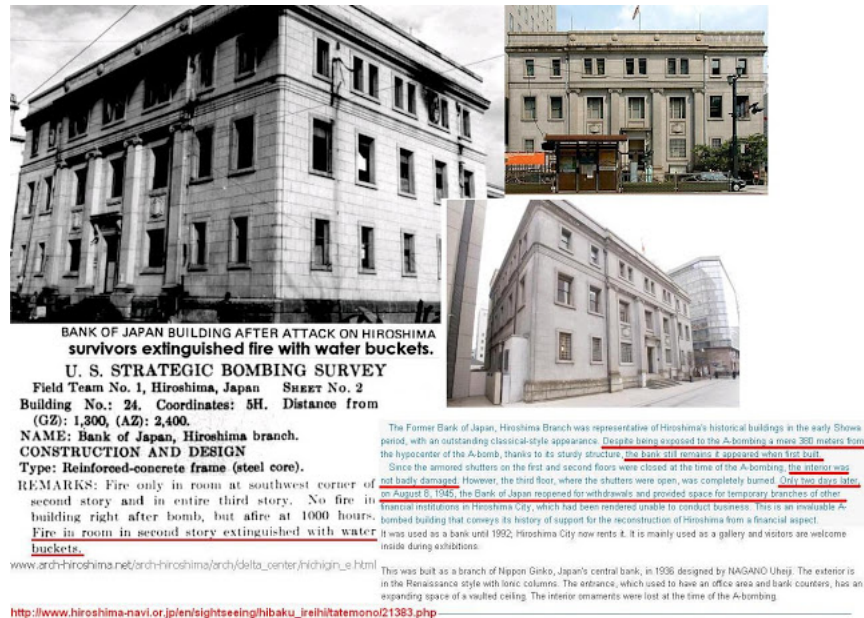 BANK OF JAPAN BUILDING AFTER ATTACK ON HIROSHIMA
survivors extinguished fire with water buckets.
U. S. STRATEGIC BOMBING SURVEY
Field Team No. 1, Hiroshima, Japan SHEET No. 2
Building No.: 24. Coordinates: 5H. Distance from
(GZ): 1,300, (AZ): 2,400.
NAME: Bank of Japan, Hiroshima branch.
CONSTRUCTION AND DESIGN
Type: Reinforced-concrete frame (steel core).
REMARKS: Fire only in room at southwest corner of
second story and in entire third story. No fire in
building right after bomb, but afire at 1000 hours.
Fire in room in second story extinguished with water
buckets.
www.arch-hiroshima.net/arch-hiroshima/arch/delta_center/nichigin_e.html
The Former Bank of Japan, Hiroshima Branch was representative of Hiroshima's historical buildings in the early Showa
period, with an outstanding classical-style appearance. Despite being exposed to the A-bombing a mere 380 meters from
the hypocenter of the A-bomb, thanks to its sturdy structure, the bank still remains it appeared when first built.
Since the armored shutters on the first and second floors were closed at the time of the A-bombing, the interior was
not badly damaged. However, the third floor, where the shutters were open, was completely burned. Only two days later,
on August 8, 1945, the Bank of Japan reopened for withdrawals and provided space for temporary branches of other
financial institutions in Hiroshima City, which had been rendered unable to conduct business. This is an invaluable A-
bombed building that conveys its history of support for the reconstruction of Hiroshima from a financial aspect.
It was used as a bank until 1992; Hiroshima City now rents it. It is mainly used as a gallery and visitors are welcome
inside during exhibitions.
This was built as a branch of Nippon Ginko, Japan's central bank, in 1936 designed by NAGANO Uheiji. The exterior is
in the Renaissance style with Ionic columns. The entrance, which used to have an office area and bank counters, has an
expanding space of a vaulted ceiling. The interior ornaments were lost at the time of the A-bombing.
http://www.hiroshima-navi.or.jp/en/sightseeing/hibaku_ireihi/tatemono/21383.php